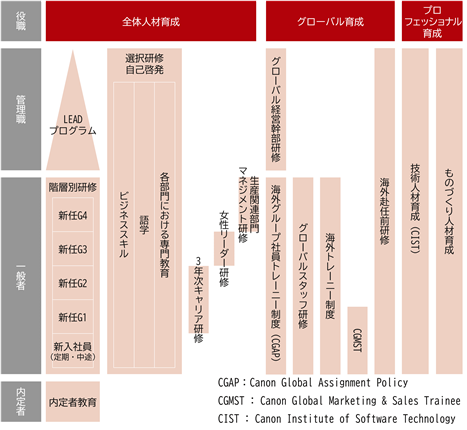 役職
全体人材育成
グローバル育成
プロ
フェッショナル
育成
管理職
LEAD
プログラム
選択研修
自己啓発
ビジネススキル
語学
各部門における専門教育
3年次キャリア研修
女性リーダー研修
生産関連部門
マネジメント研修
グローバル経営幹部研修
海外グループ社員トレーニー制度（CGAP）
グローバルスタッフ研修
海外トレーニー制度
CGMST
海外赴任前研修
技術人材育成（CIST）
ものづくり人材育成
一般者
階層別研修
新任G4
新任G3
新任G2
新任G1
新入社員
（定期・中途）
内定者
内定者教育
CGAP：Canon Global Assignment Policy
CGMST：Canon Global Marketing & Sales Trainee
CIST：Canon Institute of Software Technology